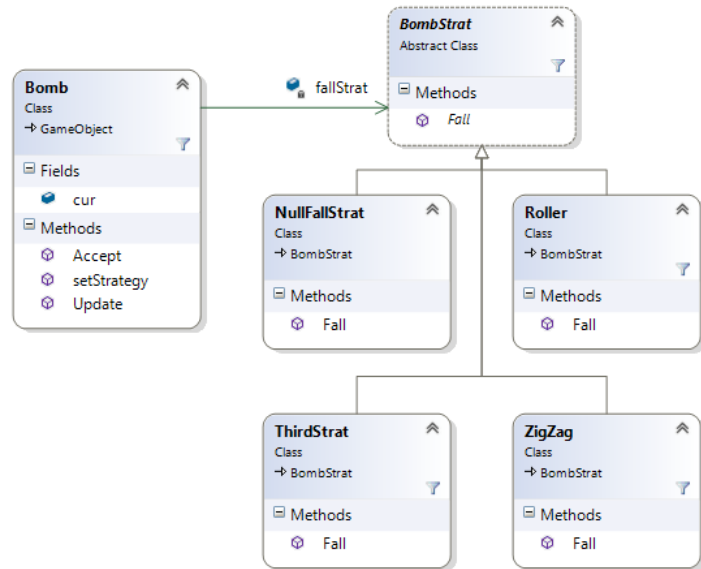 BombStrat
Abstract Class
Methods
Fall
fallStrat
Bomb
Class
GameObject
Fields
cur
Methods
Accept
setStrategy
Update
NullFallStrat
Class
BombStrat
Methods
Fall
Roller
Class
BombStrat
Methods
Fall
ThirdStrat
Class
BombStrat
Methods
Fall
ZigZag
Class
BombStrat
Methods
Fall